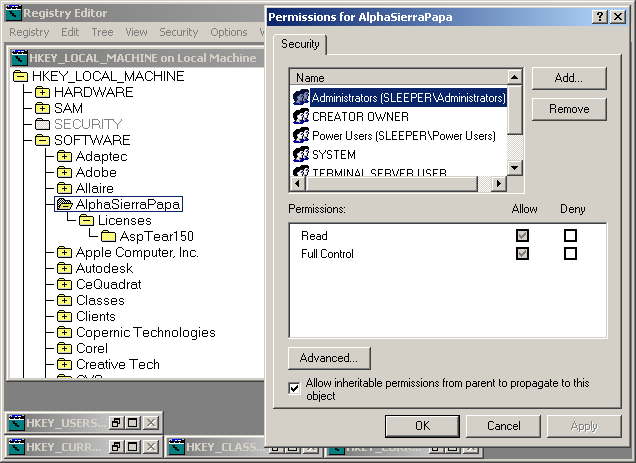 Registry Editor
Registry Edit Tree View Security Options
HKEY_LOCAL_MACHINE on Local Machine
HKEY_LOCAL_MACHINE
HARDWARE
SAM
SECURITY
SOFTWARE
Adaptec
Adobe
Allaire
AlphaSierraPapa
Licenses
AspTear150
Apple Computer, Inc.
Autodesk
CeQuadrat
Classes
Clients
Copernic Technologies
Corel
Creative Tech
HKEY_USERS
HKEY_CURR...
HKEY_CLASS
HKEY_CURR...
Permissions for AlphaSierraPapa
Security
Name
Administrators (SLEEPER\Administrators)
CREATOR OWNER
Power Users (SLEEPER\Power Users)
SYSTEM
TERMINAL SERVER USER
Add...
Remove
Permissions: Allow Deny
Read
Full Control
Advanced...
Allow inheritable permissions from parent to propagate to this
object
OK Cancel Apply